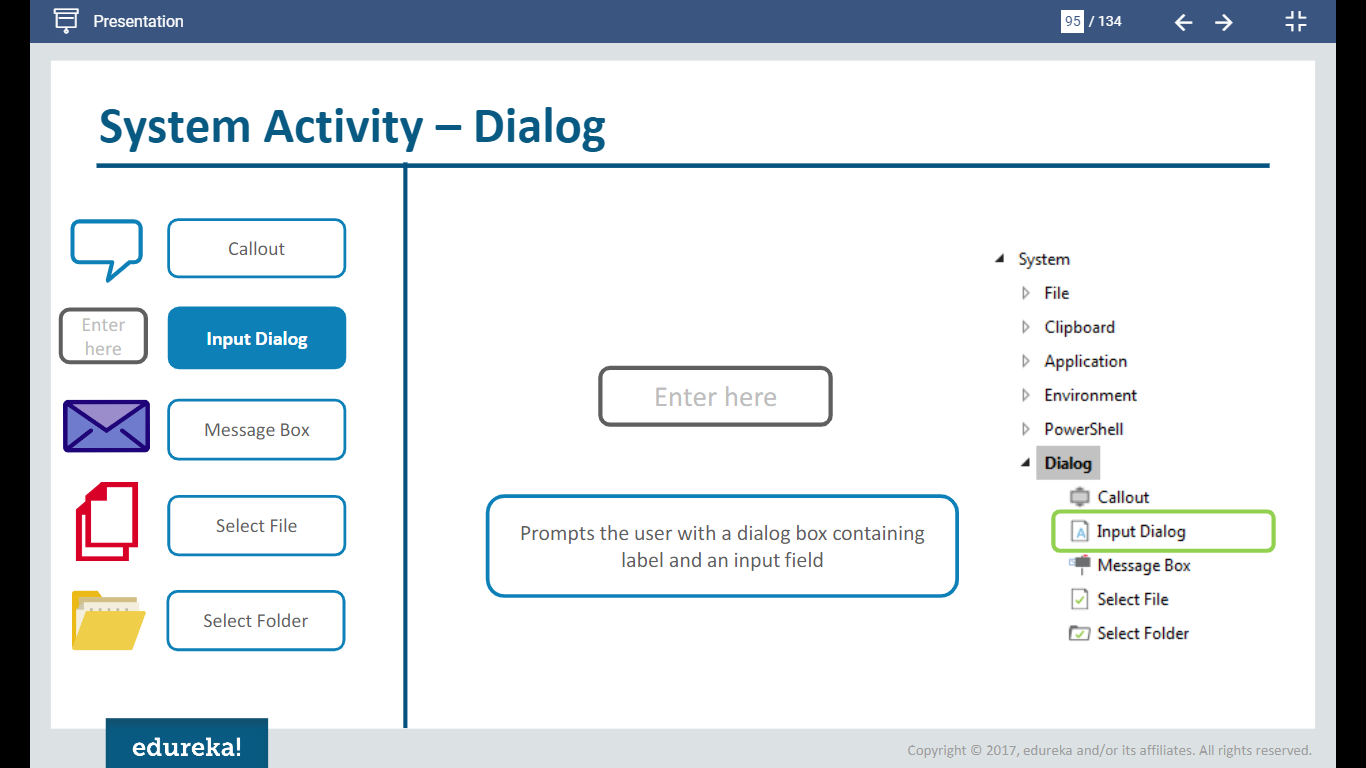 Presentation
95 / 134
System Activity – Dialog
Callout
Enter
here
Input Dialog
Message Box
Select File
Select Folder
Enter here
Prompts the user with a dialog box containing
label and an input field
System
File
Clipboard
Application
Environment
PowerShell
Dialog
Callout
A Input Dialog
Message Box
Select File
Select Folder
edureka!
Copyright © 2017, edureka and/or its affiliates. All rights reserved.